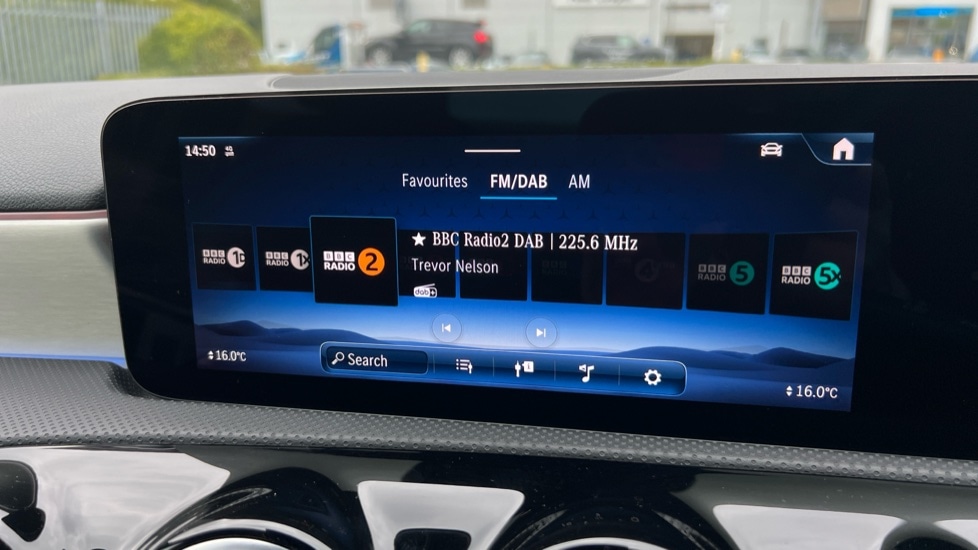 14:50 4G
Favourites FM/DAB AM
★ BBC Radio2 DAB | 225.6 MHz
Trevor Nelson
BBC RADIO 1
BBC RADIO 1X
BBC RADIO 2
BBC RADIO 5
BBC RADIO 5X
dab+
16.0°C
Search
16.0°C